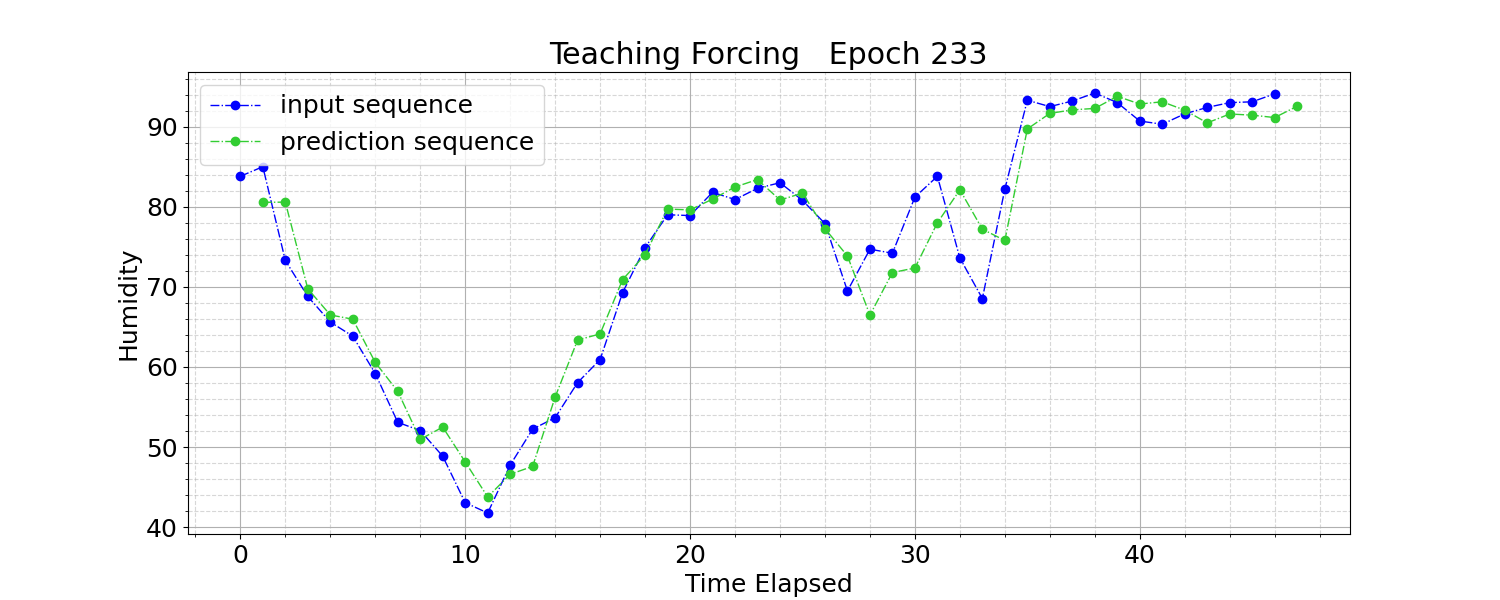 Teaching Forcing   Epoch 233
input sequence
prediction sequence
Humidity
90
80
70
60
50
40
0 10 20 30 40
Time Elapsed